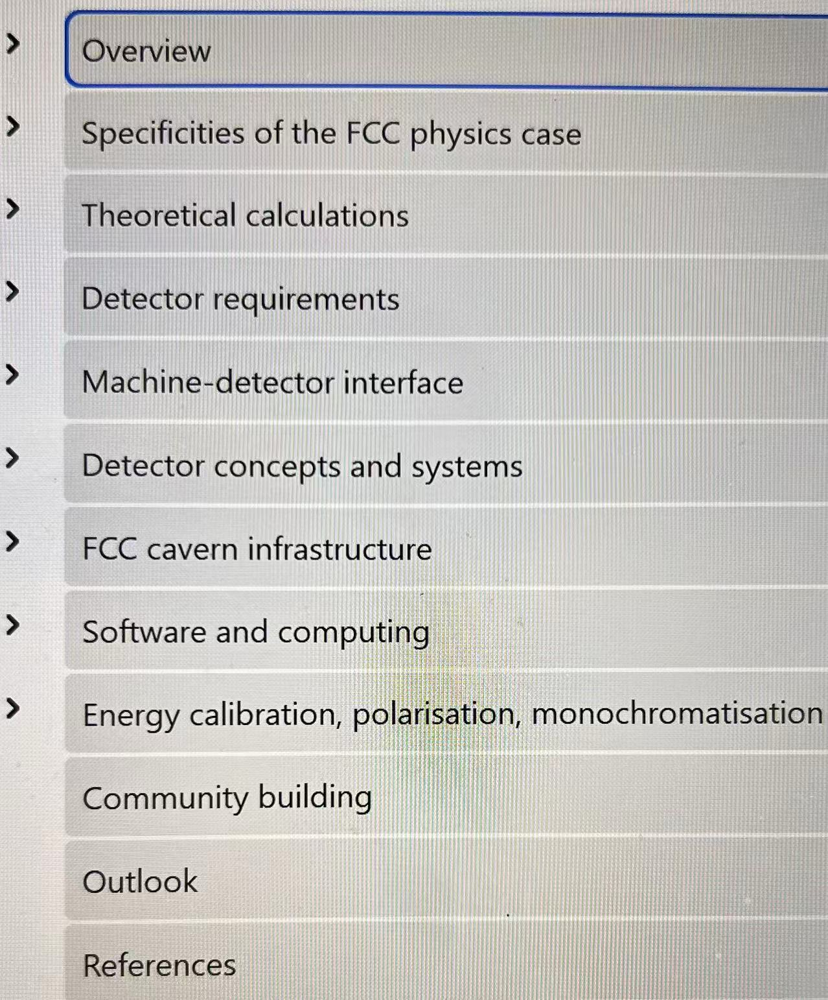 Overview
Specificities of the FCC physics case
Theoretical calculations
Detector requirements
Machine-detector interface
Detector concepts and systems
FCC cavern infrastructure
Software and computing
Energy calibration, polarisation, monochromatisation
Community building
Outlook
References